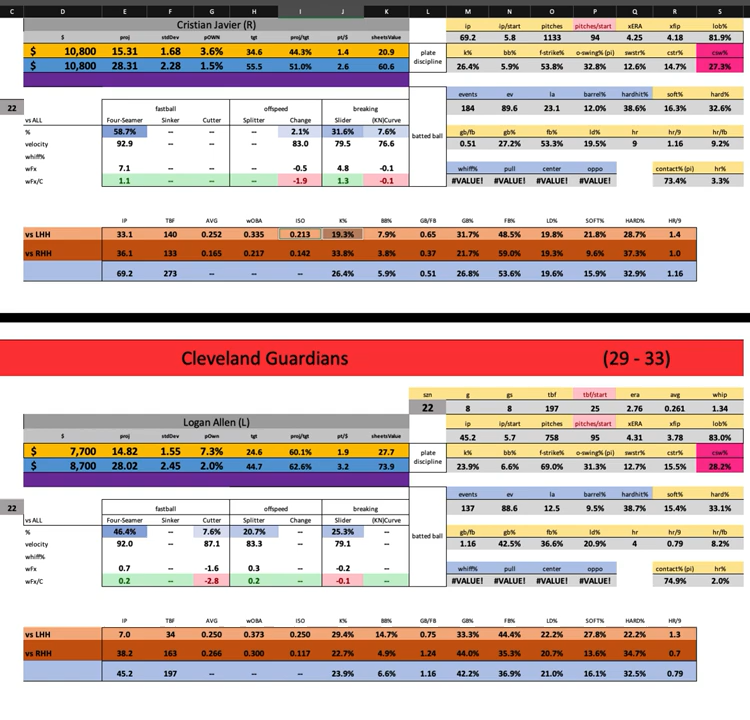 C D E F G H I J K L M N O P Q R S
Cristian Javier (R) ip ip/start pitches pitches/start xERA xfip lob%
$ proj stdDev pOWN tgt proj/tgt pt/$ sheetsValue 69.2 5.8 1133 94 4.25 4.18 81.9%
$ 10,800 15.31 1.68 3.6% 34.6 44.3% 1.4 20.9 plate discipline k% bb% f-strike% o-swing% (pi) swstr% cstr% csw%
$ 10,800 28.31 2.28 1.5% 55.5 51.0% 2.6 60.6 26.4% 5.9% 53.8% 32.8% 12.6% 14.7% 27.3%
events ev la barrel% hardhit% soft% hard%
22 fastball offspeed breaking 184 89.6 23.1 12.0% 38.6% 16.3% 32.6%
vs ALL Four-Seamer Sinker Cutter Splitter Change Slider (KN)Curve
% 58.7% -- -- -- 2.1% 31.6% 7.6% batted ball gb/fb gb% fb% ld% hr hr/9 hr/fb
velocity 92.9 -- -- -- 83.0 79.5 76.6 0.51 27.2% 53.3% 19.5% 9 1.16 9.2%
whiff%
wFx 7.1 -- -- -- -0.5 4.8 -0.1 whiff% pull center oppo contact% (pi) hr%
wFx/C 1.1 -- -- -- -1.9 1.3 -0.1 #VALUE! #VALUE! #VALUE! #VALUE! 73.4% 3.3%
IP TBF AVG wOBA ISO K% BB% GB/FB GB% FB% LD% SOFT% HARD% HR/9
vs LHH 33.1 140 0.252 0.335 0.213 19.3% 7.9% 0.65 31.7% 48.5% 19.8% 21.8% 28.7% 1.4
vs RHH 36.1 133 0.165 0.217 0.142 33.8% 3.8% 0.37 21.7% 59.0% 19.3% 9.6% 37.3% 1.0
69.2 273 -- -- 26.4% 5.9% 0.51 26.8% 53.6% 19.6% 15.9% 32.9% 1.16
Cleveland Guardians (29 - 33)
szn g gs tbf tbf/start era avg whip
22 8 8 197 25 2.76 0.261 1.34
Logan Allen (L) ip ip/start pitches pitches/start xERA xfip lob%
$ proj stdDev pOwn tgt proj/tgt pt/$ sheetsValue 45.2 5.7 758 95 4.31 3.78 83.0%
$ 7,700 14.82 1.55 7.3% 24.6 60.1% 1.9 27.7 plate discipline k% bb% f-strike% o-swing% (pi) swstr% cstr% csw%
$ 8,700 28.02 2.45 2.0% 44.7 62.6% 3.2 73.9 23.9% 6.6% 69.0% 31.3% 12.7% 15.5% 28.2%
events ev la barrel% hardhit% soft% hard%
22 fastball offspeed breaking 137 88.6 12.5 9.5% 38.7% 15.4% 33.1%
vs ALL Four-Seamer Sinker Cutter Splitter Change Slider (KN)Curve
% 46.4% -- 7.6% 20.7% -- 25.3% -- batted ball gb/fb gb% fb% ld% hr hr/9 hr/fb
velocity 92.0 -- 87.1 83.3 -- 79.1 -- 1.16 42.5% 36.6% 20.9% 4 0.79 8.2%
whiff%
wFx 0.7 -- -1.6 0.3 -- -0.2 -- whiff% pull center oppo contact% (pi) hr%
wFx/C 0.2 -- -2.8 0.2 -- -0.1 -- #VALUE! #VALUE! #VALUE! #VALUE! 74.9% 2.0%
IP TBF AVG wOBA ISO K% BB% GB/FB GB% FB% LD% SOFT% HARD% HR/9
vs LHH 7.0 34 0.250 0.373 0.250 29.4% 14.7% 0.75 33.3% 44.4% 22.2% 27.8% 22.2% 1.3
vs RHH 38.2 163 0.266 0.300 0.117 22.7% 4.9% 1.24 44.0% 35.3% 20.7% 13.6% 34.7% 0.7
45.2 197 -- -- 23.9% 6.6% 1.16 42.2% 36.9% 21.0% 16.1% 32.5% 0.79